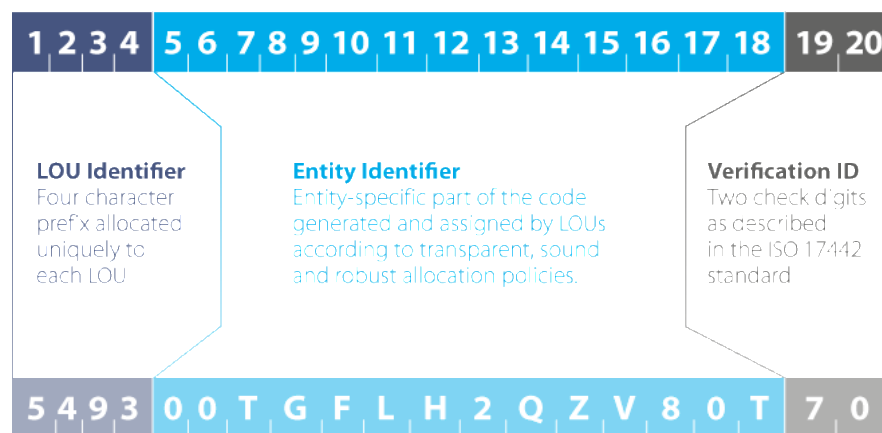 1 2 3 4 5 6 7 8 9 10 11 12 13 14 15 16 17 18 19 20
LOU Identifier
Four character
prefix allocated
uniquely to
each LOU
Entity Identifier
Entity-specific part of the code
generated and assigned by LOUs
according to transparent, sound
and robust allocation policies.
Verification ID
Two check digits
as described
in the ISO 17442
standard
5 4 9 3 0 0 T G F L H 2 Q Z V 8 0 T 7 0